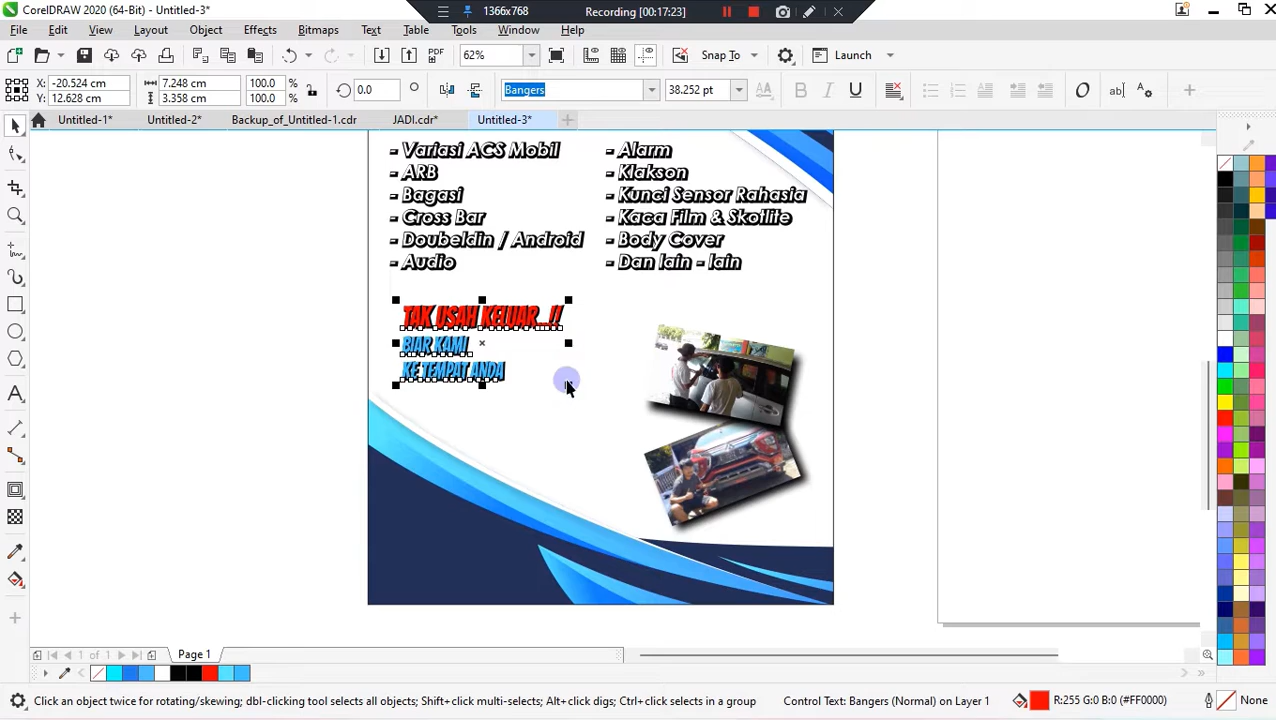 CorelDRAW 2020 (64-Bit) - Untitled-3*
1366x768
Recording [00:17:23]
File Edit View Layout Object Effects Bitmaps Text Table Tools Window Help
PDF
62%
Snap To
Launch
X: -20.524 cm
Y: 12.628 cm
7.248 cm
3.358 cm
100.0 %
100.0 %
0.0
Bangers
38.252 pt
B I U
ab
Untitled-1* Untitled-2* Backup_of_Untitled-1.cdr JADI.cdr* Untitled-3*
- Variasi ACS Mobil
- ARB
- Bagasi
- Cross Bar
- Doubeldin / Android
- Audio
- Alarm
- Klakson
- Kunci Sensor Rahasia
- Kaca Film & Skotlite
- Body Cover
- Dan lain - lain
TAK USAH KELUAR...!!
BIAR KAMI
KE TEMPAT ANDA
1 of 1
Page 1
Click an object twice for rotating/skewing; dbl-clicking tool selects all objects; Shift+click multi-selects; Alt+click digs; Ctrl+click selects in a group
Control Text: Bangers (Normal) on Layer 1
R:255 G:0 B:0 (#FF0000)
None